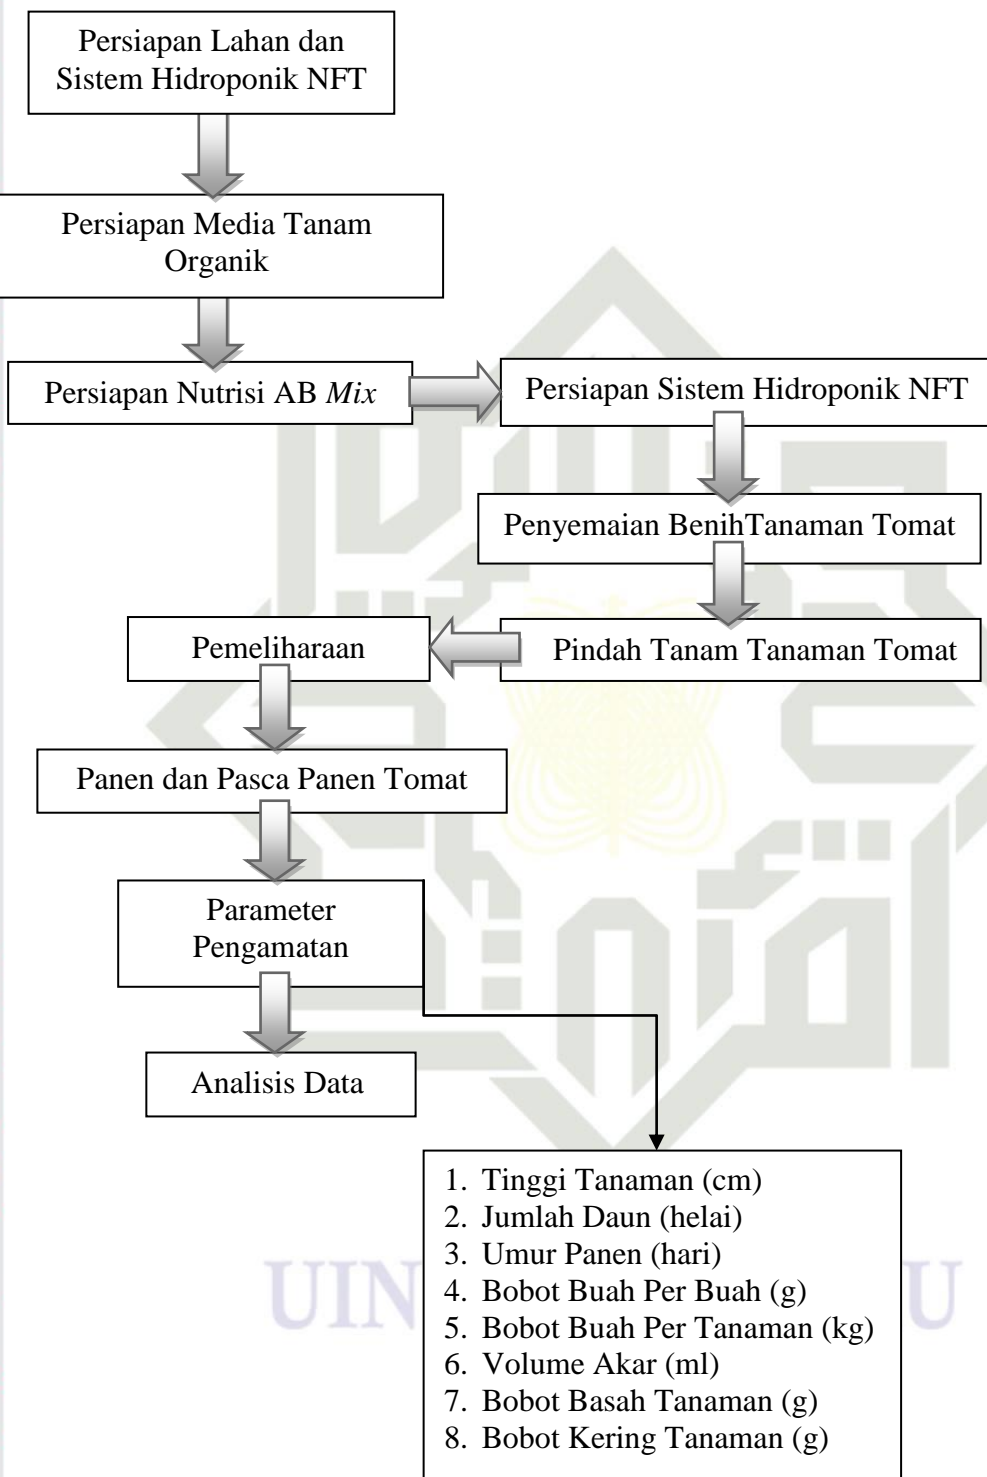 Persiapan Lahan dan
Sistem Hidroponik NFT
Persiapan Media Tanam
Organik
Persiapan Nutrisi AB Mix
Persiapan Sistem Hidroponik NFT
Penyemaian BenihTanaman Tomat
Pindah Tanam Tanaman Tomat
Pemeliharaan
Panen dan Pasca Panen Tomat
Parameter
Pengamatan
Analisis Data
1. Tinggi Tanaman (cm)
2. Jumlah Daun (helai)
3. Umur Panen (hari)
4. Bobot Buah Per Buah (g)
5. Bobot Buah Per Tanaman (kg)
6. Volume Akar (ml)
7. Bobot Basah Tanaman (g)
8. Bobot Kering Tanaman (g)
UIN U